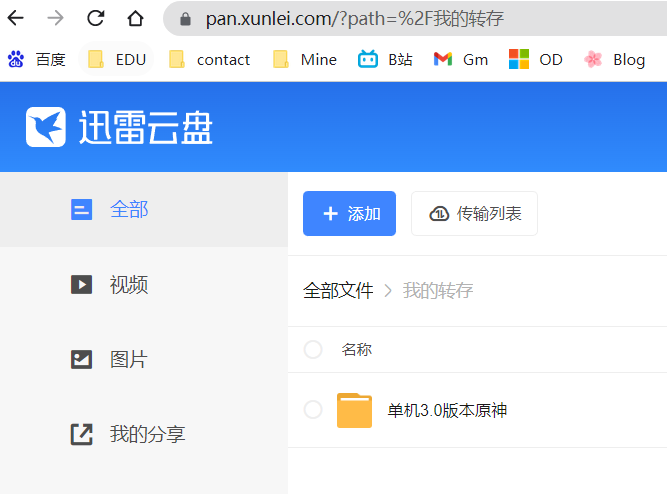 pan.xunlei.com/?path=%2F我的转存
百度 EDU contact Mine B站 Gm OD Blog
迅雷云盘
全部
添加 传输列表
视频
全部文件 > 我的转存
图片
名称
单机3.0版本原神
我的分享